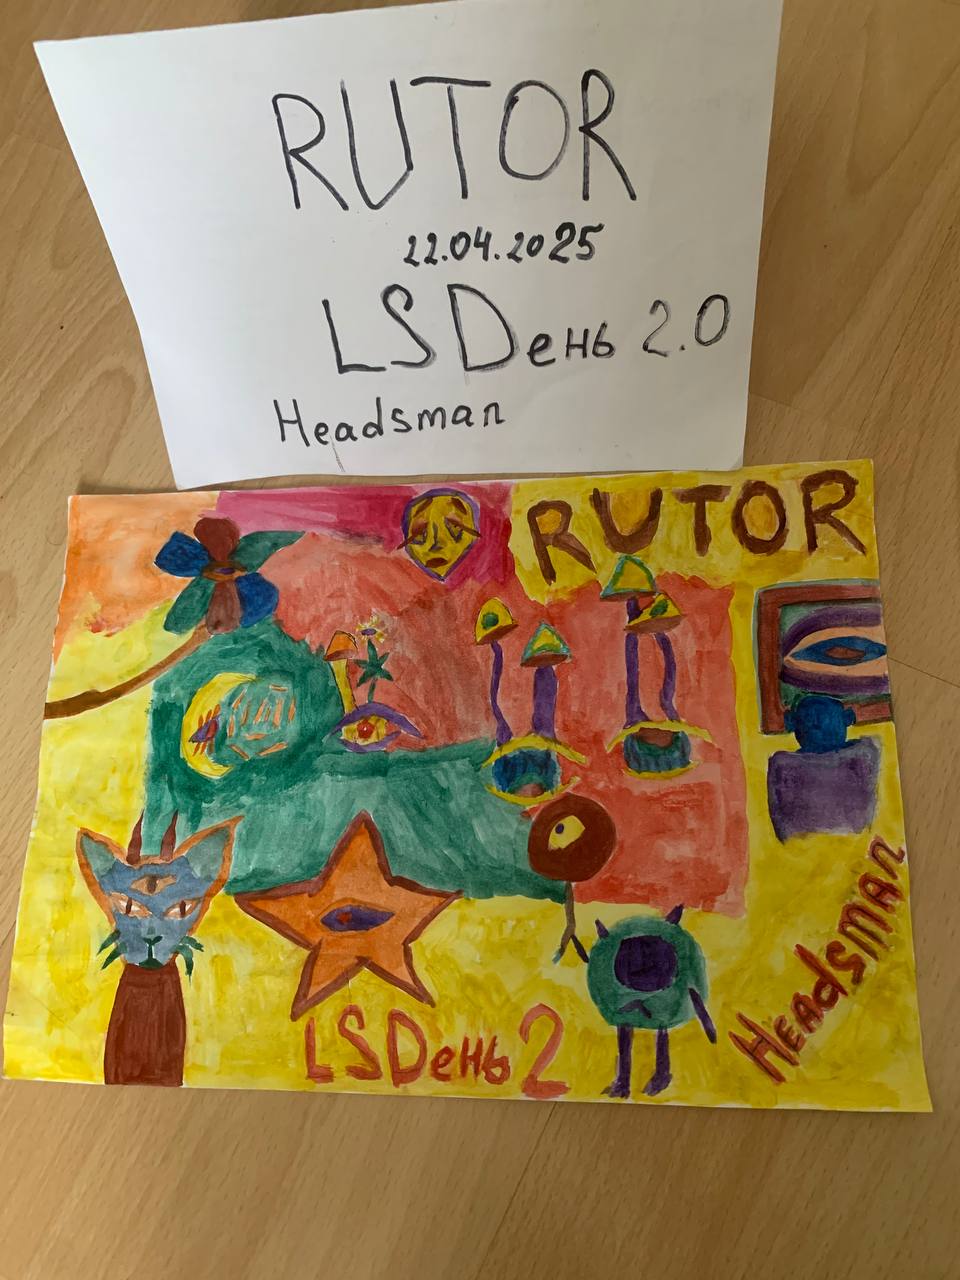 RUTOR
22.04.2025
LSDень 2.0
Headsman
RUTOR
Headsman
LSDень 2